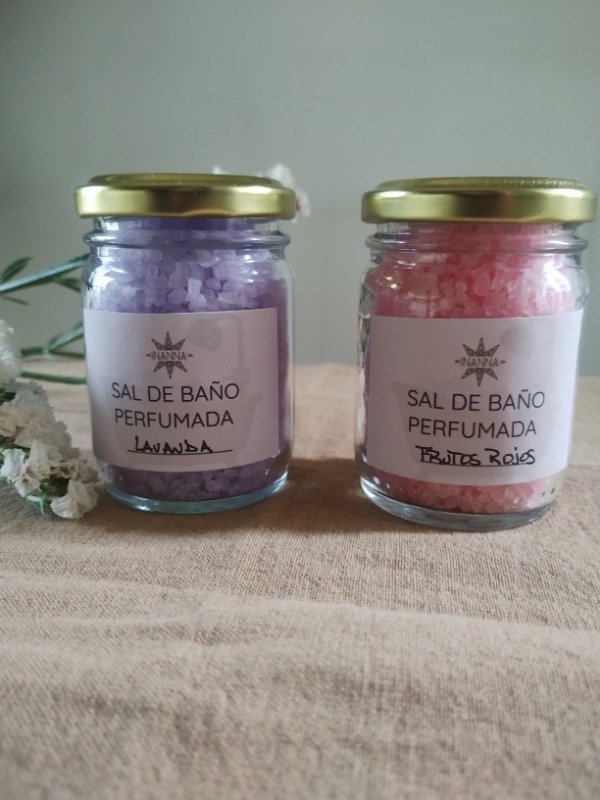 INANNA
SAL DE BAÑO
PERFUMADA
LAVANDA
INANNA
SAL DE BAÑO
PERFUMADA
FRUTOS ROJOS